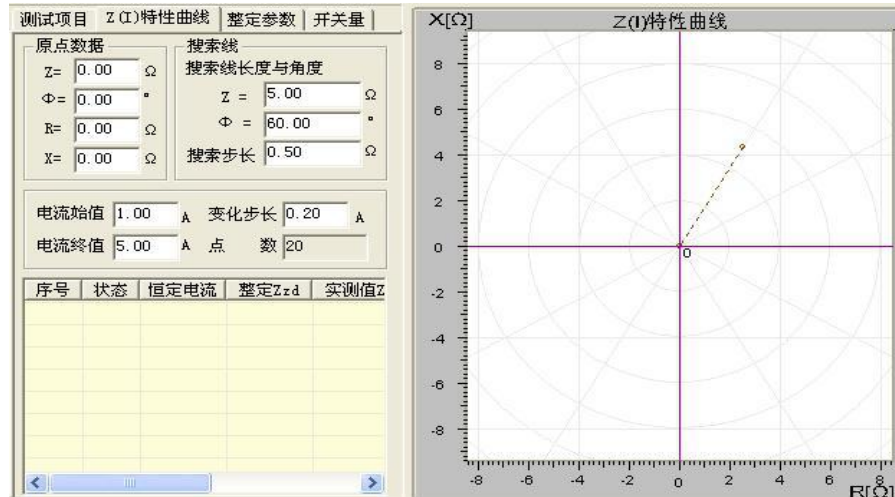 测试项目 Z(I)特性曲线 整定参数 开关量
原点数据
Z= 0.00 Ω
Φ= 0.00 °
R= 0.00 Ω
X= 0.00 Ω
搜索线
搜索线长度与角度
Z = 5.00 Ω
Φ = 60.00 °
搜索步长 0.50 Ω
电流始值 1.00 A 变化步长 0.20 A
电流终值 5.00 A 点 数 20
序号 状态 恒定电流 整定Zzd 实测值Z
X[Ω] Z(I)特性曲线
8
6
4
2
0
-2
-4
-6
-8
0
-8 -6 -4 -2 0 2 4 6 8
R[Ω]